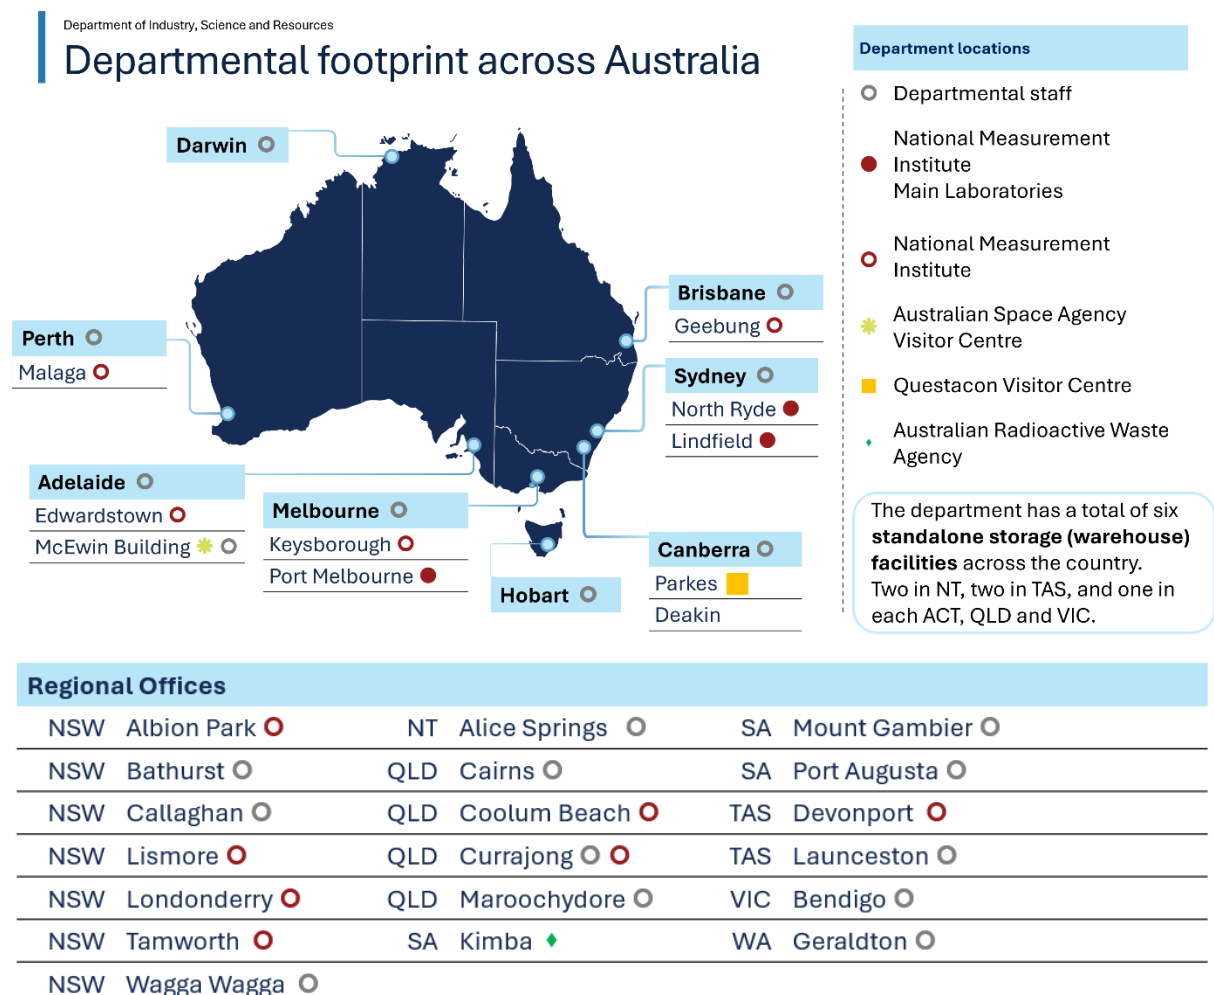 Department of Industry, Science and Resources
Departmental footprint across Australia
Department locations
Departmental staff
National Measurement
Institute
Main Laboratories
National Measurement
Institute
Australian Space Agency
Visitor Centre
Questacon Visitor Centre
Australian Radioactive Waste
Agency
The department has a total of six
standalone storage (warehouse)
facilities across the country.
Two in NT, two in TAS, and one in
each ACT, QLD and VIC.
Darwin
Brisbane
Geebung
Perth
Malaga
Sydney
North Ryde
Lindfield
Adelaide
Edwardstown
McEwin Building
Melbourne
Keysborough
Port Melbourne
Hobart
Canberra
Parkes
Deakin
Regional Offices
NSW Albion Park NT Alice Springs SA Mount Gambier
NSW Bathurst QLD Cairns SA Port Augusta
NSW Callaghan QLD Coolum Beach TAS Devonport
NSW Lismore QLD Currajong TAS Launceston
NSW Londonderry QLD Maroochydore VIC Bendigo
NSW Tamworth SA Kimba WA Geraldton
NSW Wagga Wagga